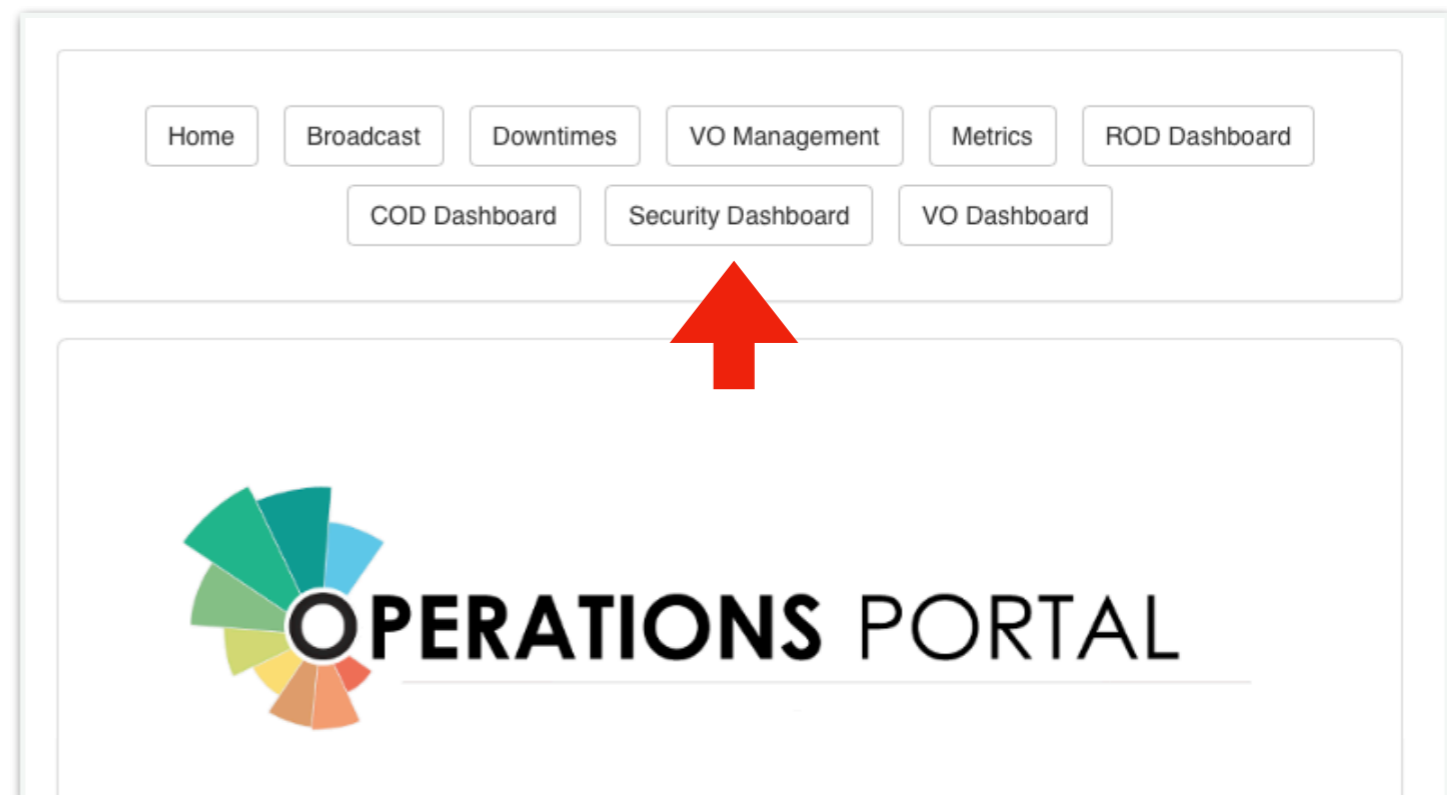 Home Broadcast Downtimes VO Management Metrics ROD Dashboard
COD Dashboard Security Dashboard VO Dashboard
OPERATIONS PORTAL